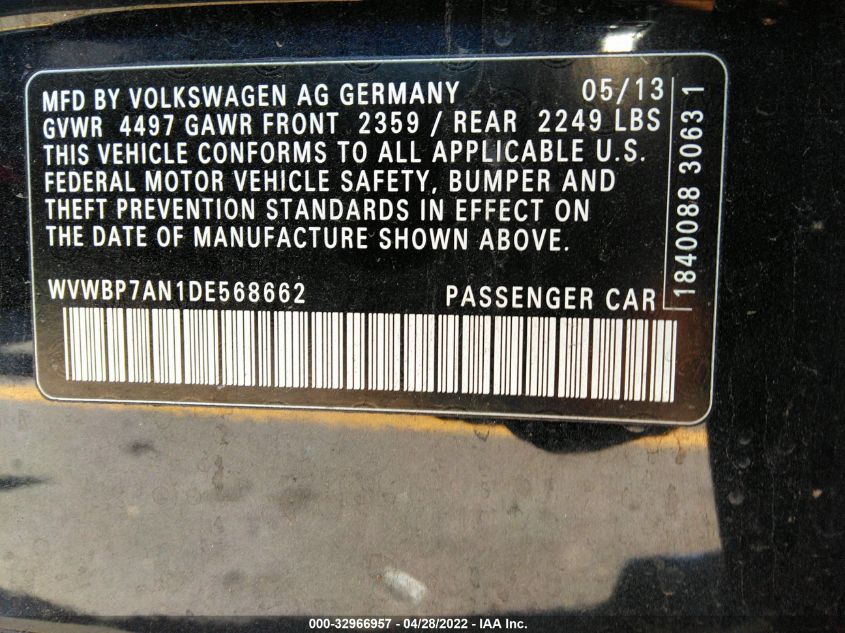 MFD BY VOLKSWAGEN AG GERMANY 05/13
GVWR 4497 GAWR FRONT 2359 / REAR 2249 LBS
THIS VEHICLE CONFORMS TO ALL APPLICABLE U.S.
FEDERAL MOTOR VEHICLE SAFETY, BUMPER AND
THEFT PREVENTION STANDARDS IN EFFECT ON
THE DATE OF MANUFACTURE SHOWN ABOVE.
WVWBP7AN1DE568662 PASSENGER CAR
1840088 3063 1
000-32966957 - 04/28/2022 - IAA Inc.